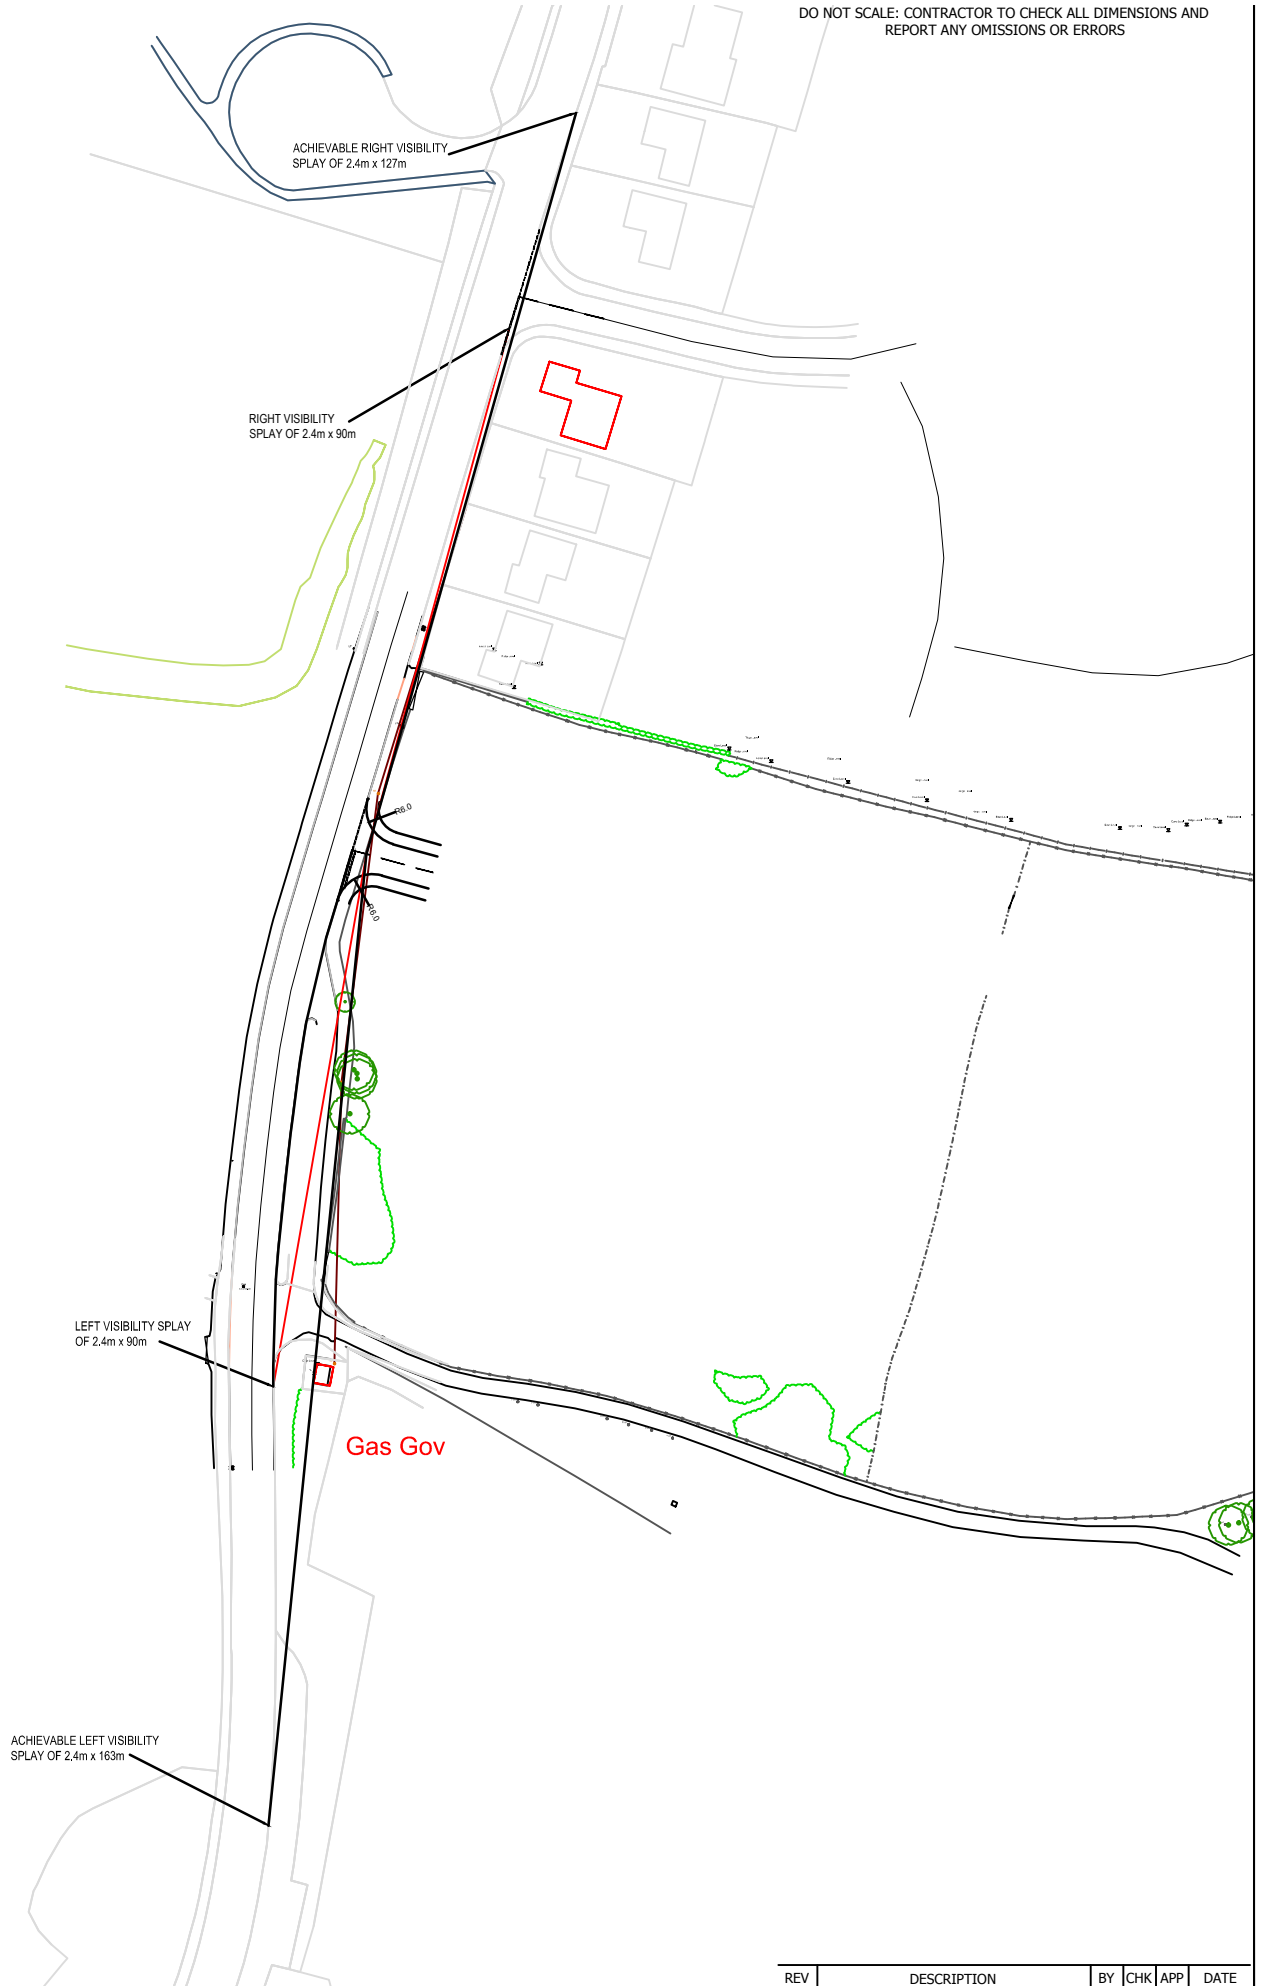 DO NOT SCALE: CONTRACTOR TO CHECK ALL DIMENSIONS AND
REPORT ANY OMISSIONS OR ERRORS
ACHIEVABLE RIGHT VISIBILITY
SPLAY OF 2.4m x 127m
RIGHT VISIBILITY
SPLAY OF 2.4m x 90m
R6.0
R6.0
LEFT VISIBILITY SPLAY
OF 2.4m x 90m
Gas Gov
ACHIEVABLE LEFT VISIBILITY
SPLAY OF 2.4m x 163m
REV DESCRIPTION BY CHK APP DATE